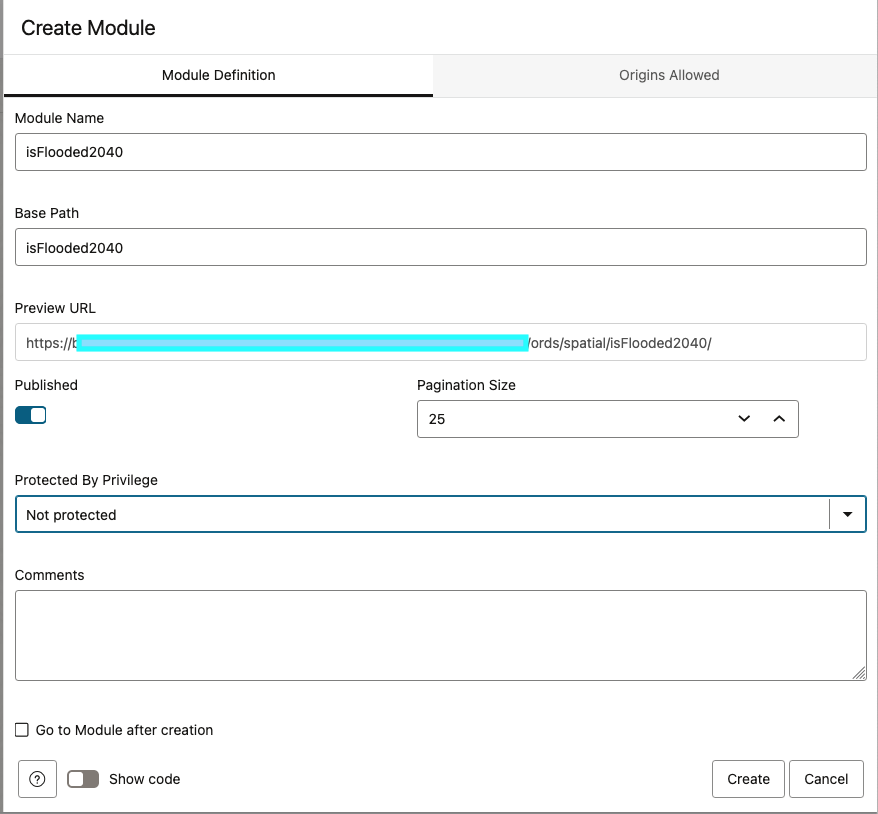 Create Module
Module Definition
Origins Allowed
Module Name
isFlooded2040
Base Path
isFlooded2040
Preview URL
https:// /ords/spatial/isFlooded2040/
Published
Pagination Size
25
Protected By Privilege
Not protected
Comments
Go to Module after creation
? Show code
Create
Cancel